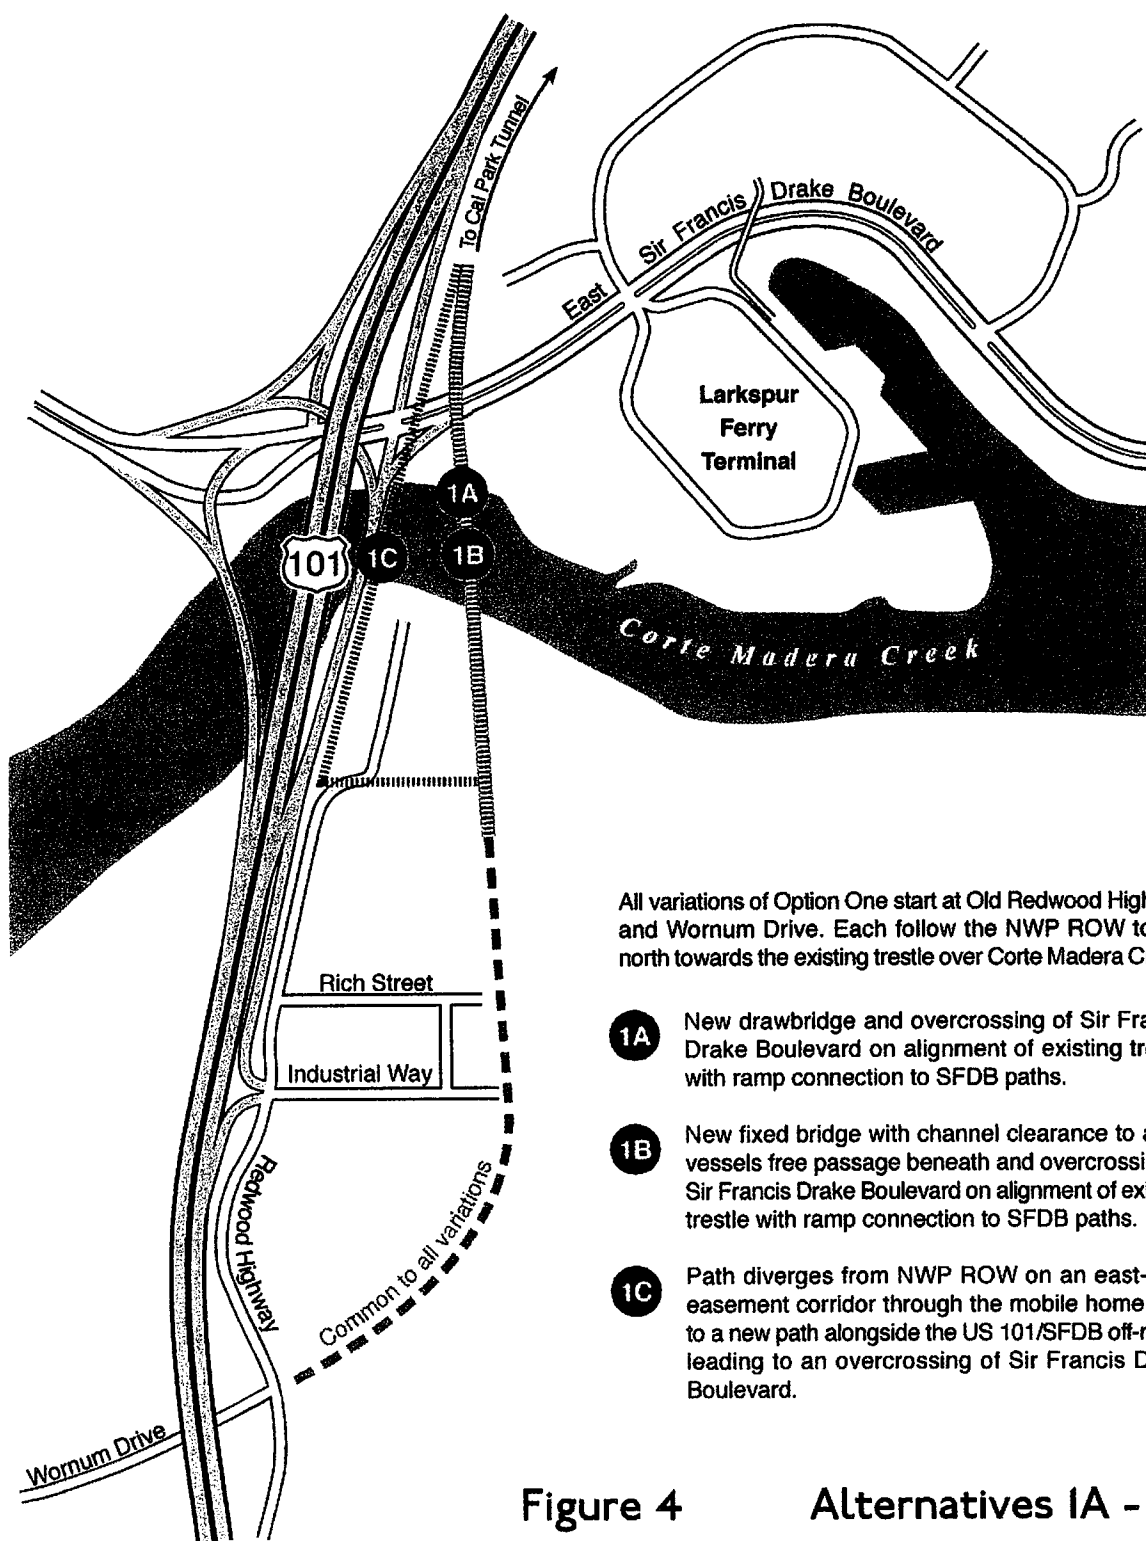 To Cal Park Tunnel
East Sir Francis Drake Boulevard
Larkspur
Ferry
Terminal
1A
101
1C
1B
Corte Madera Creek
Rich Street
Industrial Way
Redwood Highway
Common to all variations
Wornum Drive
All variations of Option One start at Old Redwood High
and Wornum Drive. Each follow the NWP ROW to
north towards the existing trestle over Corte Madera C
1A
New drawbridge and overcrossing of Sir Fra
Drake Boulevard on alignment of existing tre
with ramp connection to SFDB paths.
1B
New fixed bridge with channel clearance to a
vessels free passage beneath and overcrossi
Sir Francis Drake Boulevard on alignment of exi
trestle with ramp connection to SFDB paths.
1C
Path diverges from NWP ROW on an east-
easement corridor through the mobile home
to a new path alongside the US 101/SFDB off-r
leading to an overcrossing of Sir Francis D
Boulevard.
Figure 4 Alternatives 1A -